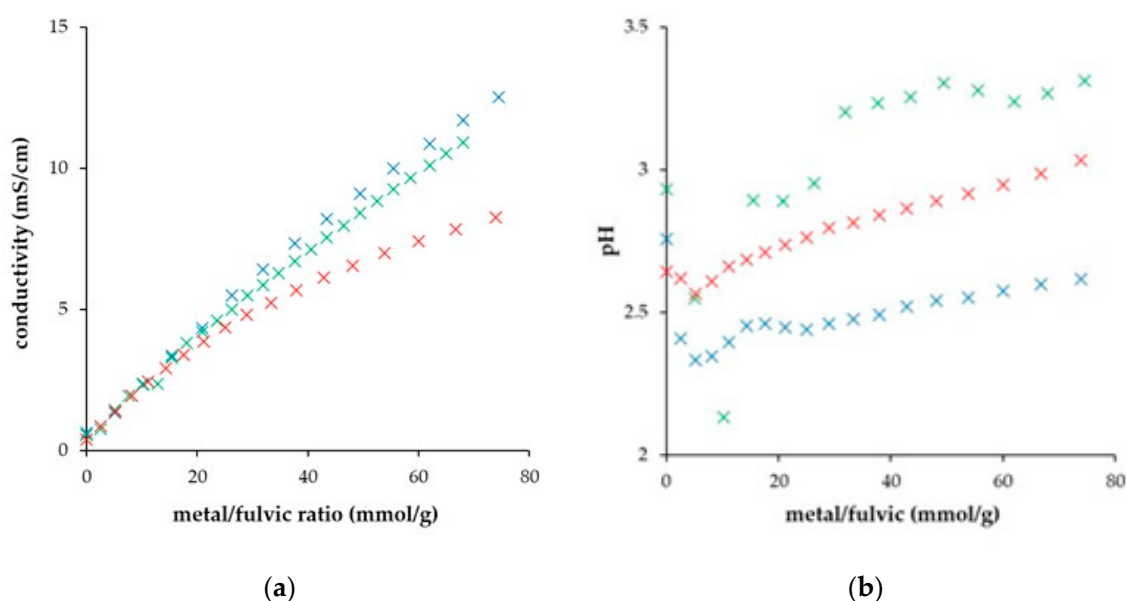 15
10
5
0
conductivity (mS/cm)
0 20 40 60 80
metal/fulvic ratio (mmol/g)
(a)
3.5
3
2.5
2
pH
0 20 40 60 80
metal/fulvic (mmol/g)
(b)